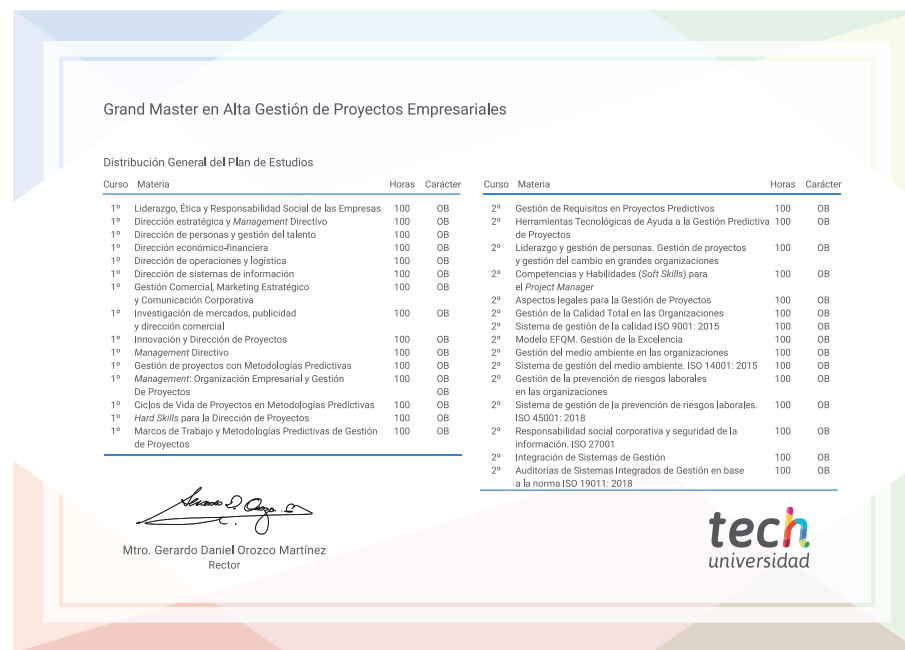 Grand Master en Alta Gestión de Proyectos Empresariales
Distribución General del Plan de Estudios
Curso Materia Horas Carácter
1º Liderazgo, Ética y Responsabilidad Social de las Empresas 100 OB
1º Dirección estratégica y Management Directivo 100 OB
1º Dirección de personas y gestión del talento 100 OB
1º Dirección económico-financiera 100 OB
1º Dirección de operaciones y logística 100 OB
1º Dirección de sistemas de información 100 OB
1º Gestión Comercial, Marketing Estratégico 100 OB
y Comunicación Corporativa
1º Investigación de mercados, publicidad 100 OB
y dirección comercial
1º Innovación y Dirección de Proyectos 100 OB
1º Management Directivo 100 OB
1º Gestión de proyectos con Metodologías Predictivas 100 OB
1º Management: Organización Empresarial y Gestión 100 OB
De Proyectos OB
1º Ciclos de Vida de Proyectos en Metodologías Predictivas 100 OB
1º Hard Skills para la Dirección de Proyectos 100 OB
1º Marcos de Trabajo y Metodologías Predictivas de Gestión 100 OB
de Proyectos
Curso Materia Horas Carácter
2º Gestión de Requisitos en Proyectos Predictivos 100 OB
2º Herramientas Tecnológicas de Ayuda a la Gestión Predictiva 100 OB
de Proyectos
2º Liderazgo y gestión de personas. Gestión de proyectos 100 OB
y gestión del cambio en grandes organizaciones
2º Competencias y Habilidades (Soft Skills) para 100 OB
el Project Manager
2º Aspectos legales para la Gestión de Proyectos 100 OB
2º Gestión de la Calidad Total en las Organizaciones 100 OB
2º Sistema de gestión de la calidad ISO 9001: 2015 100 OB
2º Modelo EFQM. Gestión de la Excelencia 100 OB
2º Gestión del medio ambiente en las organizaciones 100 OB
2º Sistema de gestión del medio ambiente. ISO 14001: 2015 100 OB
2º Gestión de la prevención de riesgos laborales 100 OB
en las organizaciones
2º Sistema de gestión de la prevención de riesgos laborales. 100 OB
ISO 45001: 2018
2º Responsabilidad social corporativa y seguridad de la 100 OB
información. ISO 27001
2º Integración de Sistemas de Gestión 100 OB
2º Auditorías de Sistemas Integrados de Gestión en base 100 OB
a la norma ISO 19011: 2018
Mtro. Gerardo Daniel Orozco Martínez
Rector
tech
universidad